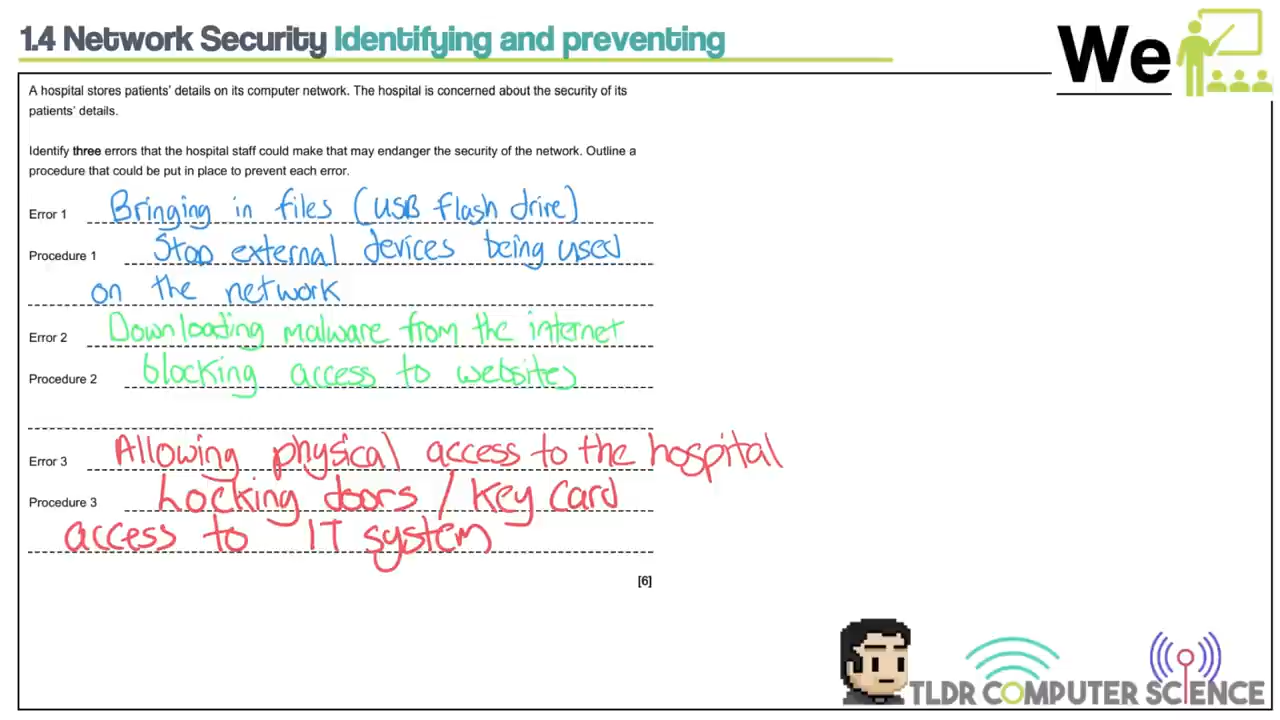 1.4 Network Security Identifying and preventing
We
A hospital stores patients' details on its computer network. The hospital is concerned about the security of its
patients' details.
Identify three errors that the hospital staff could make that may endanger the security of the network. Outline a
procedure that could be put in place to prevent each error.
Error 1 Bringing in files (USB flash drive)
Procedure 1 Stop external devices being used
on the network
Error 2 Downloading malware from the internet
Procedure 2 blocking access to websites
Error 3 Allowing physical access to the hospital
Procedure 3 Locking doors / Key Card
access to IT system
[6]
TLDR COMPUTER SCIENCE